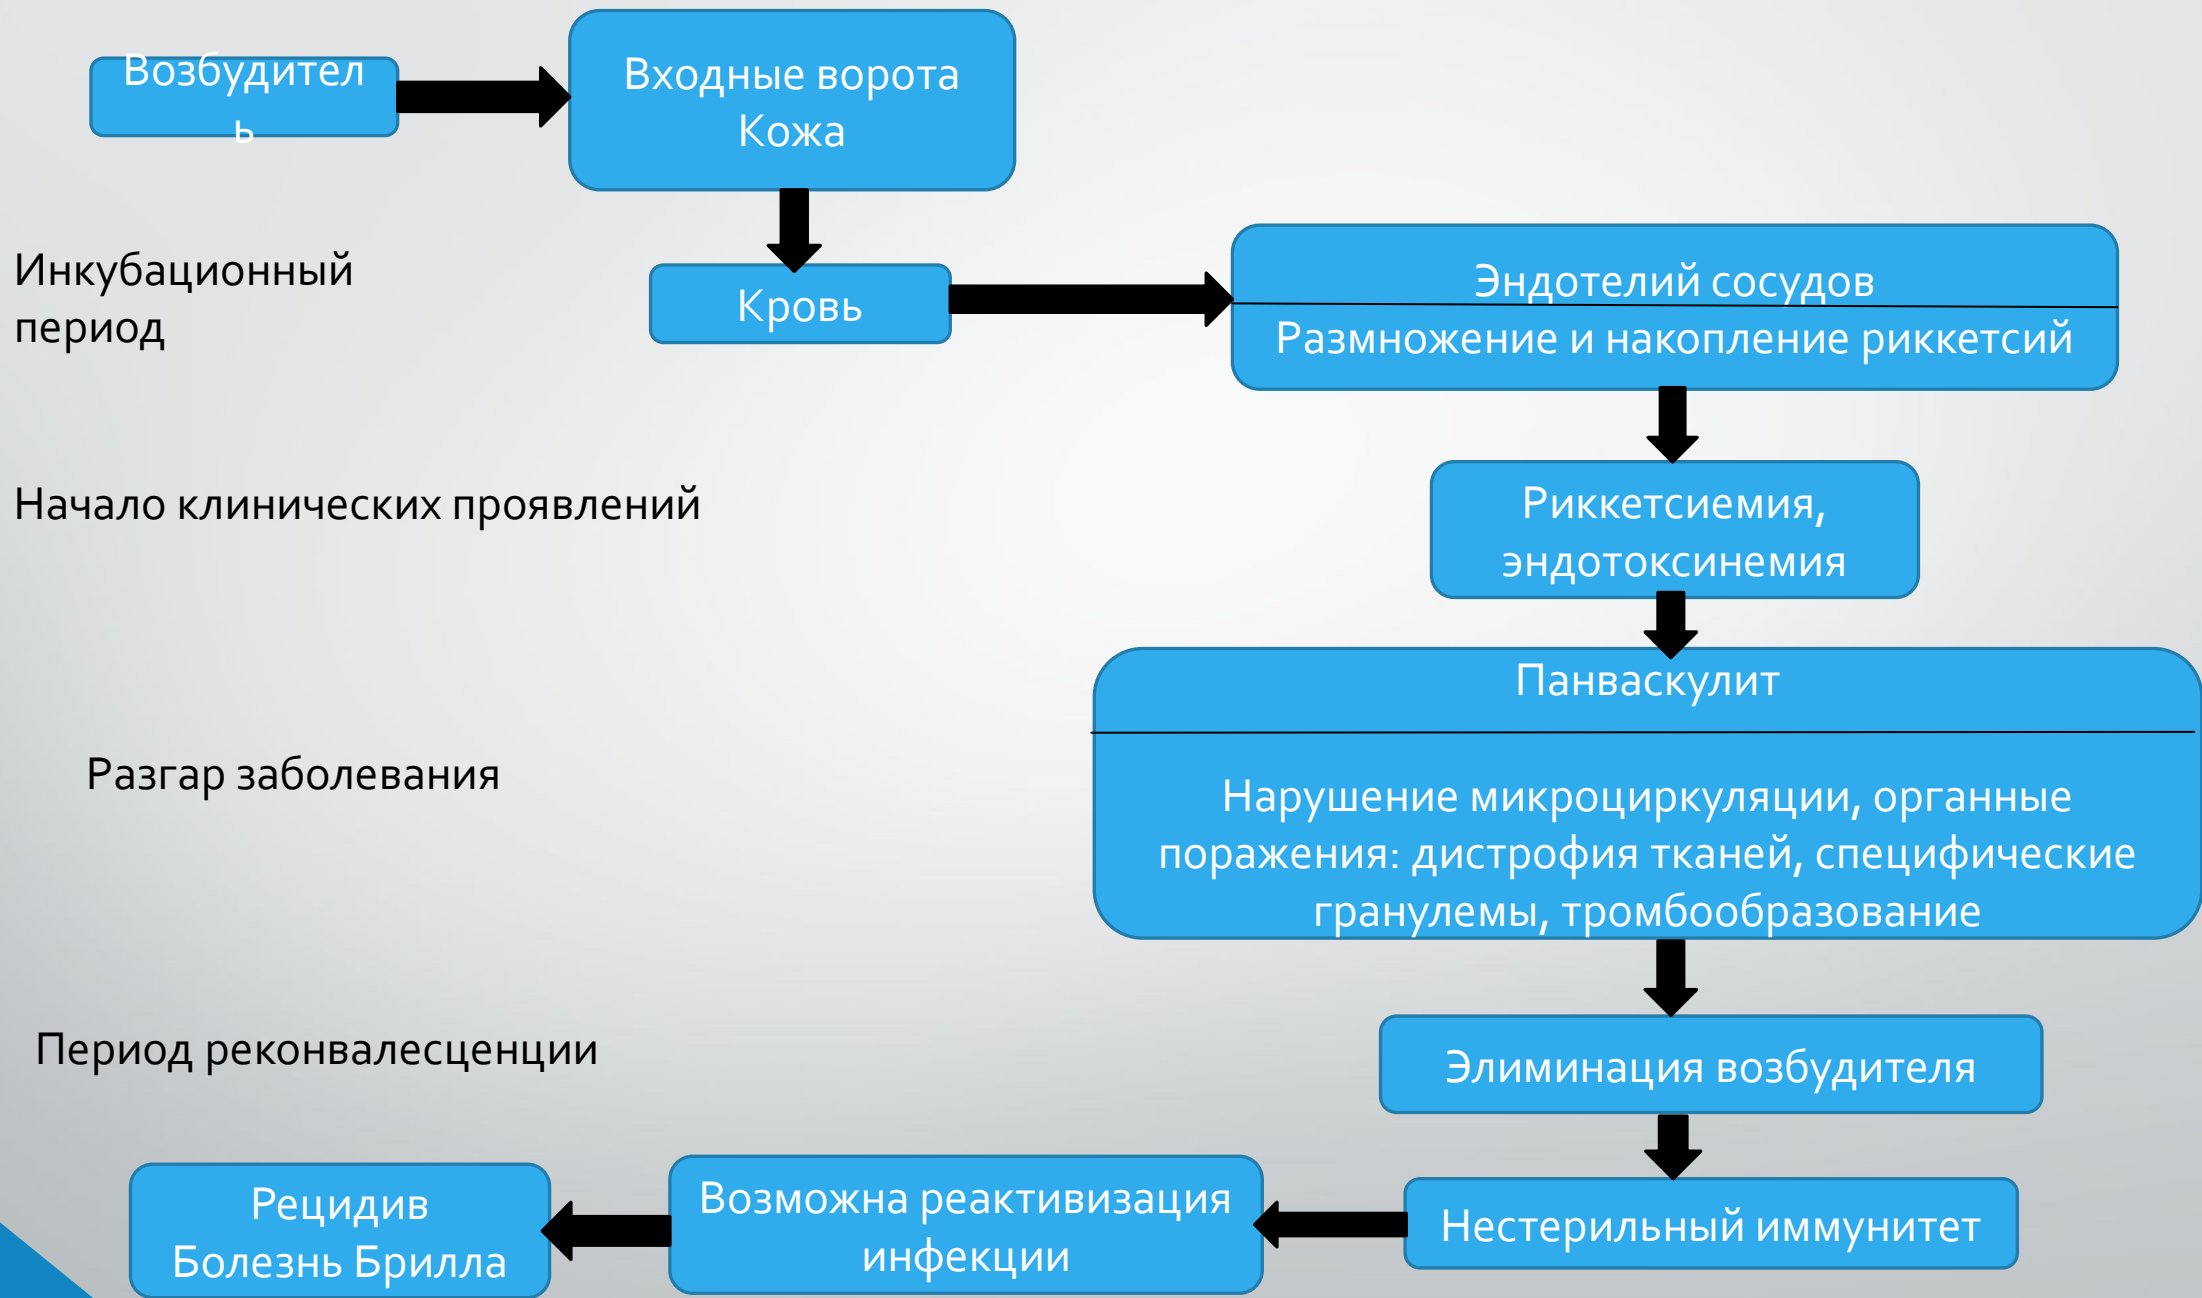 Возбудител
ь
Входные ворота
Кожа
Инкубационный
период
Кровь
Эндотелий сосудов
Размножение и накопление риккетсий
Начало клинических проявлений
Риккетсиемия,
эндотоксинемия
Панваскулит
Разгар заболевания
Нарушение микроциркуляции, органные
поражения: дистрофия тканей, специфические
гранулемы, тромбообразование
Период реконвалесценции
Элиминация возбудителя
Нестерильный иммунитет
Возможна реактивизация
инфекции
Рецидив
Болезнь Брилла